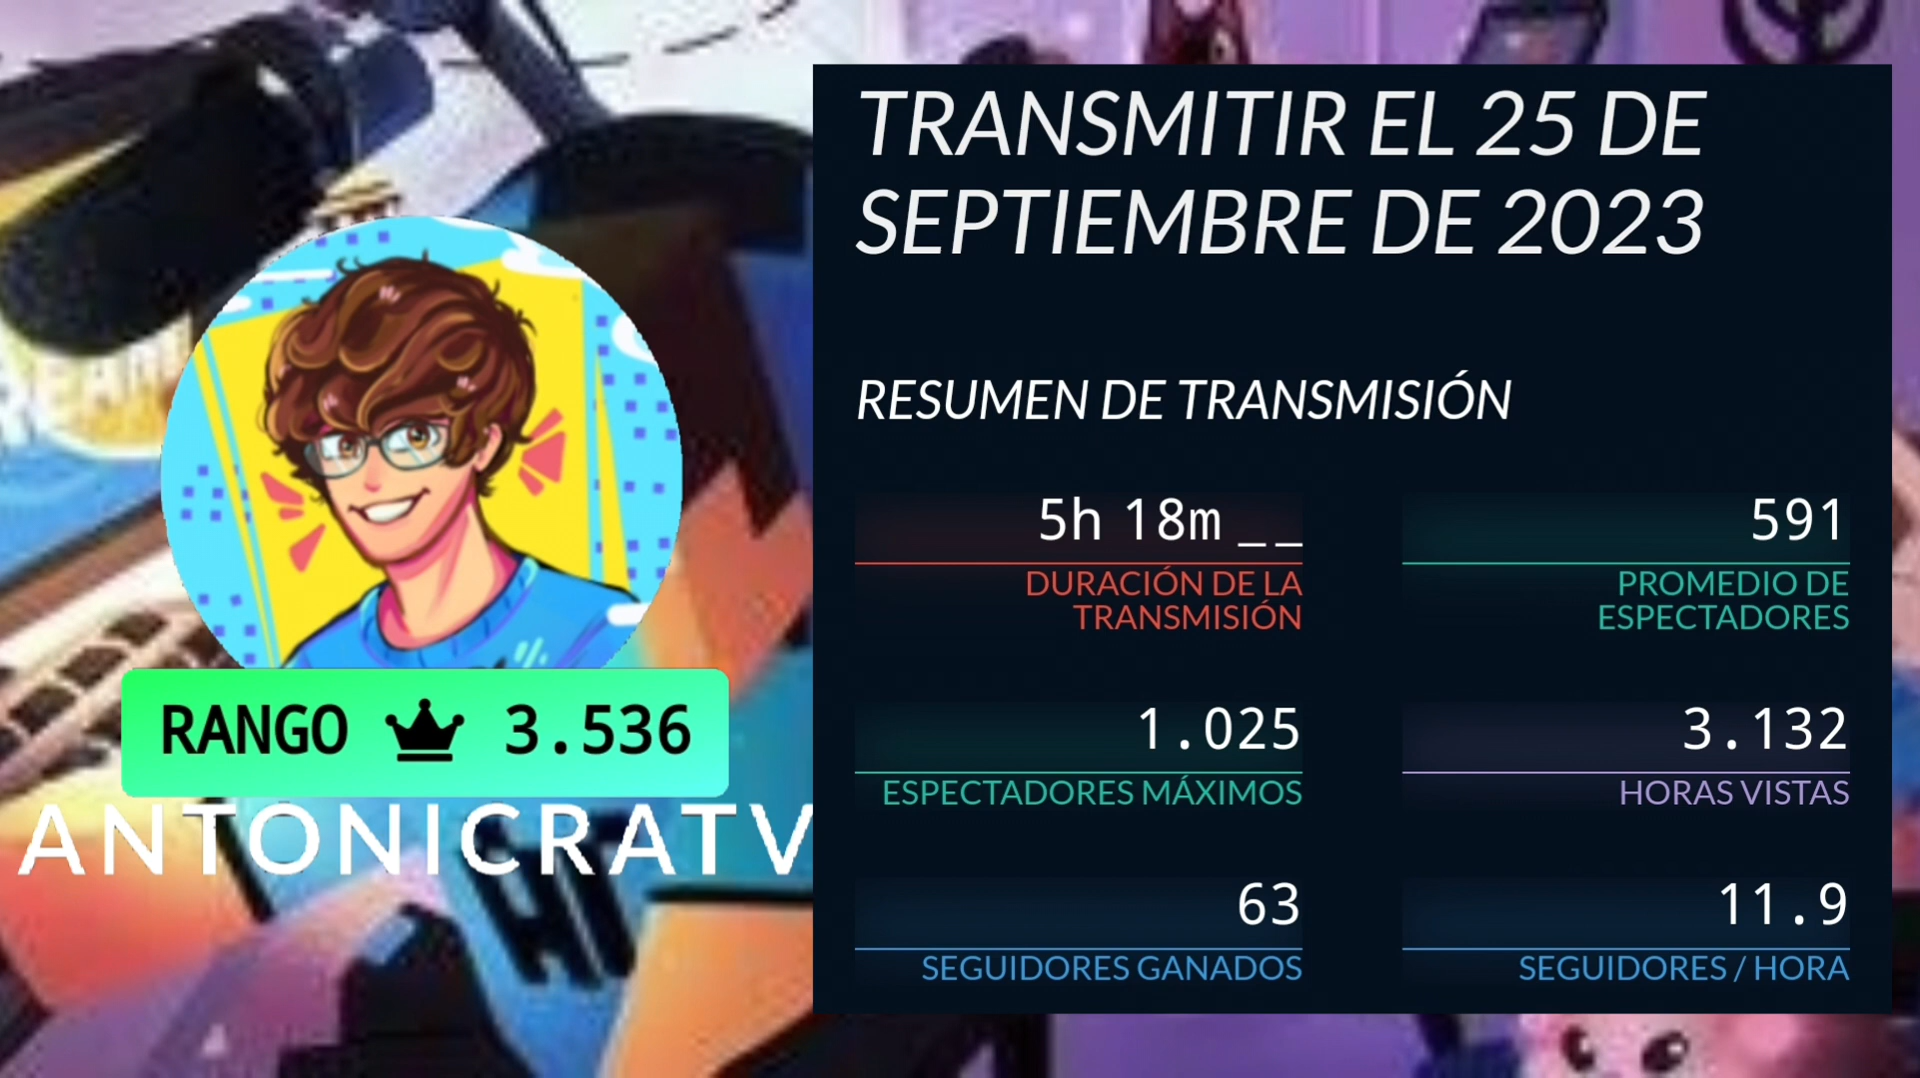 TRANSMITIR EL 25 DE
SEPTIEMBRE DE 2023
RESUMEN DE TRANSMISIÓN
5h 18m _ _
DURACIÓN DE LA
TRANSMISIÓN
591
PROMEDIO DE
ESPECTADORES
1.025
ESPECTADORES MÁXIMOS
3.132
HORAS VISTAS
63
SEGUIDORES GANADOS
11.9
SEGUIDORES / HORA
RANGO 3.536
ANTONICRATV